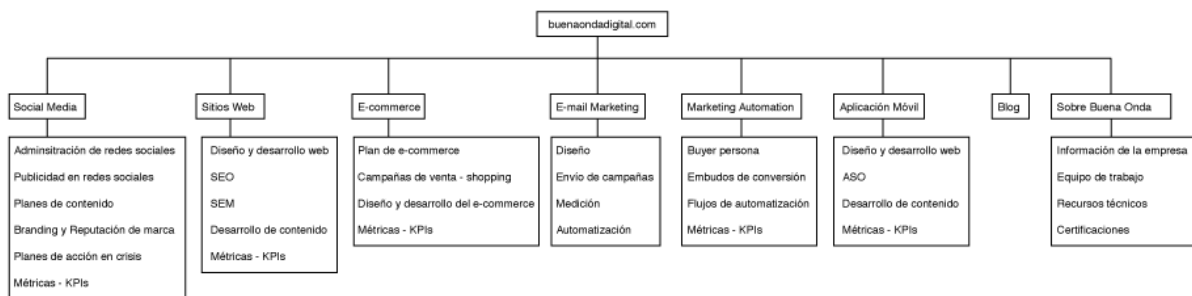 buenaondadigital.com
Social Media
Sitios Web
E-commerce
E-mail Marketing
Marketing Automation
Aplicación Móvil
Blog
Sobre Buena Onda
Adminsitración de redes sociales
Publicidad en redes sociales
Planes de contenido
Branding y Reputación de marca
Planes de acción en crisis
Métricas - KPIs
Diseño y desarrollo web
SEO
SEM
Desarrollo de contenido
Métricas - KPIs
Plan de e-commerce
Campañas de venta - shopping
Diseño y desarrollo del e-commerce
Métricas - KPIs
Diseño
Envío de campañas
Medición
Automatización
Buyer persona
Embudos de conversión
Flujos de automatización
Métricas - KPIs
Diseño y desarrollo web
ASO
Desarrollo de contenido
Métricas - KPIs
Información de la empresa
Equipo de trabajo
Recursos técnicos
Certificaciones